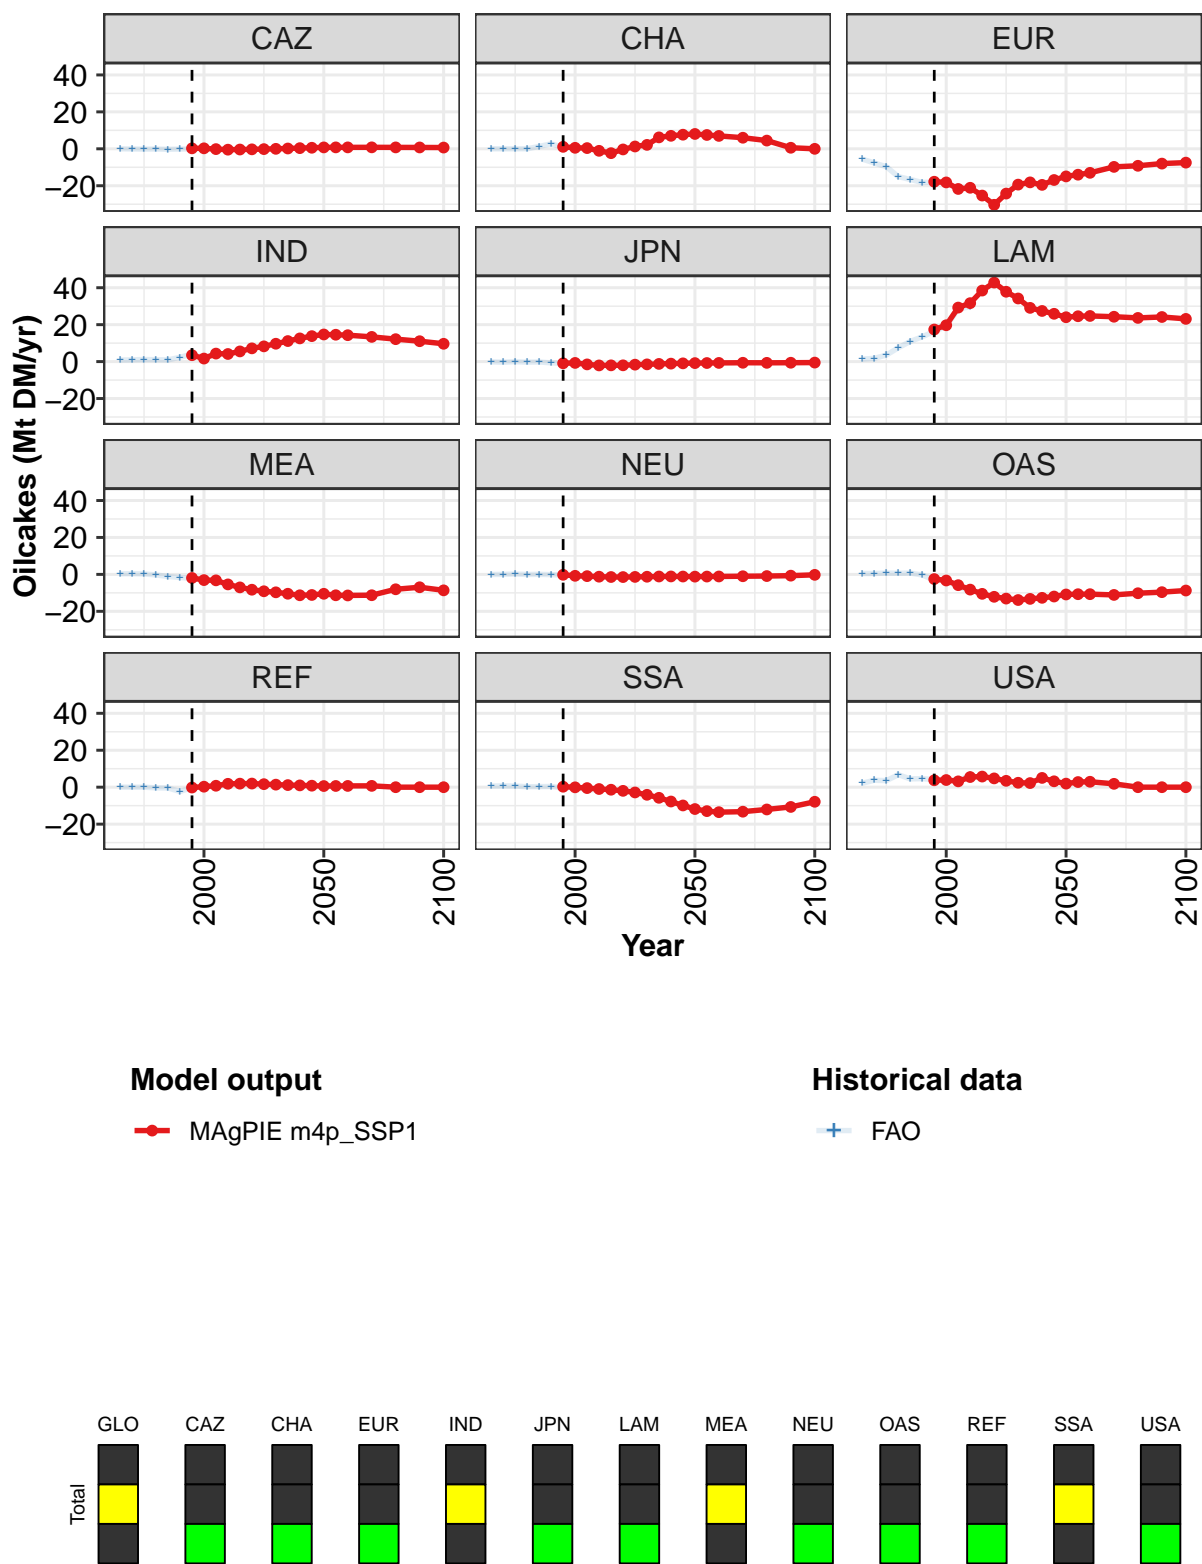 CAZ CHA EUR
40
20
0
−20
IND JPN LAM
40
20
0
−20
MEA NEU OAS
40
20
0
−20
REF SSA USA
40
20
0
−20
Oilcakes (Mt DM/yr)
2000 2050 2100 2000 2050 2100 2000 2050 2100
Year
Model output Historical data
MAgPIE m4p_SSP1 FAO
GLO CAZ CHA EUR IND JPN LAM MEA NEU OAS REF SSA USA
Total